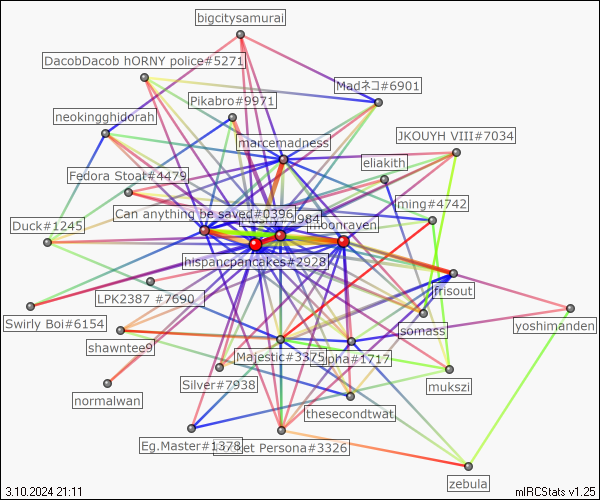 bigcitysamurai
DacobDacob hORNY police#5271
Madネコ#6901
Pikabro#9971
neokingghidorah
JKOUYH VIII#7034
marcemadness
eliakith
Fedora Stoat#4479
ming#4742
Can anything be saved#0396
984
moonraven
Duck#1245
hispancpancakes#2928
frisout
LPK2387 #7690
Swirly Boi#6154
somass
yoshimanden
shawntee9
Majestic#3375
pha#1717
Silver#7938
mukszi
normalwan
thesecondtwat
Eg.Master#1378
et Persona#3326
zebula
3.10.2024 21:11
mIRCStats v1.25